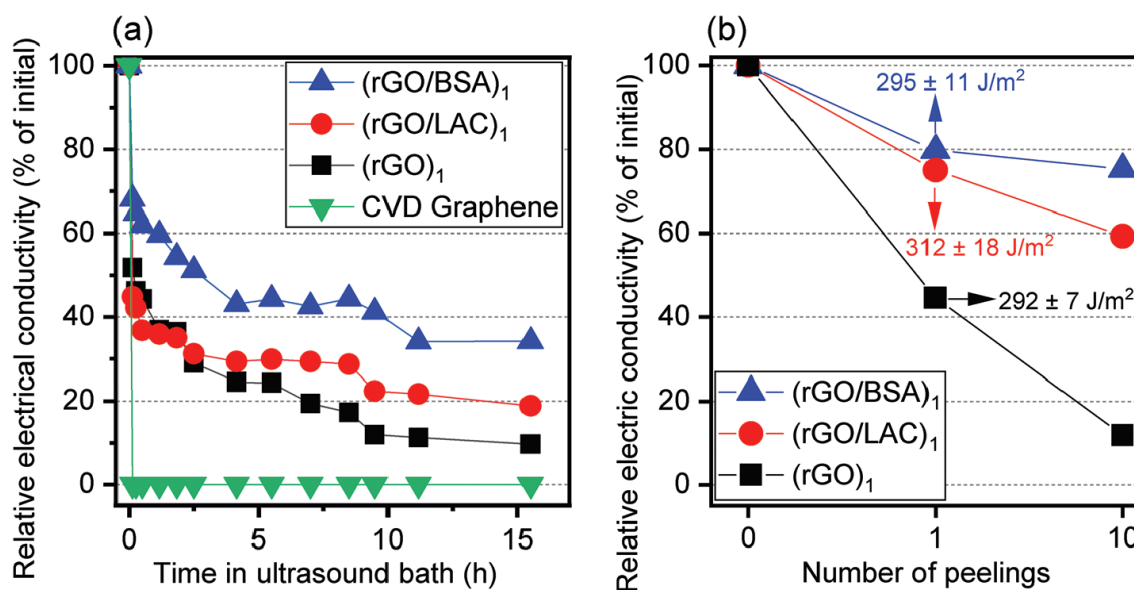 (a)
Relative electrical conductivity (% of initial)
100
80
60
40
20
0
(rGO/BSA)₁
(rGO/LAC)₁
(rGO)₁
CVD Graphene
0
5
10
15
Time in ultrasound bath (h)
(b)
Relative electric conductivity (% of initial)
100
80
60
40
20
0
295 ± 11 J/m²
312 ± 18 J/m²
292 ± 7 J/m²
(rGO/BSA)₁
(rGO/LAC)₁
(rGO)₁
0
1
10
Number of peelings